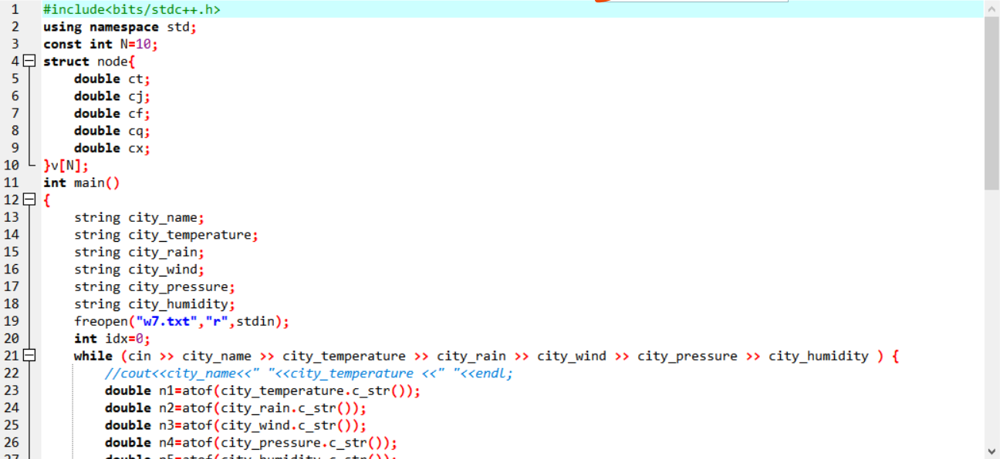 1 #include<bits/stdc++.h>
2 using namespace std;
3 const int N=10;
4 struct node{
5 double ct;
6 double cj;
7 double cf;
8 double cq;
9 double cx;
10 }v[N];
11 int main()
12 {
13 string city_name;
14 string city_temperature;
15 string city_rain;
16 string city_wind;
17 string city_pressure;
18 string city_humidity;
19 freopen("w7.txt","r",stdin);
20 int idx=0;
21 while (cin >> city_name >> city_temperature >> city_rain >> city_wind >> city_pressure >> city_humidity ) {
22 //cout<<city_name<<" "<<city_temperature <<" "<<endl;
23 double n1=atof(city_temperature.c_str());
24 double n2=atof(city_rain.c_str());
25 double n3=atof(city_wind.c_str());
26 double n4=atof(city_pressure.c_str());
27 double n5=atof(city_humidity.c_str());